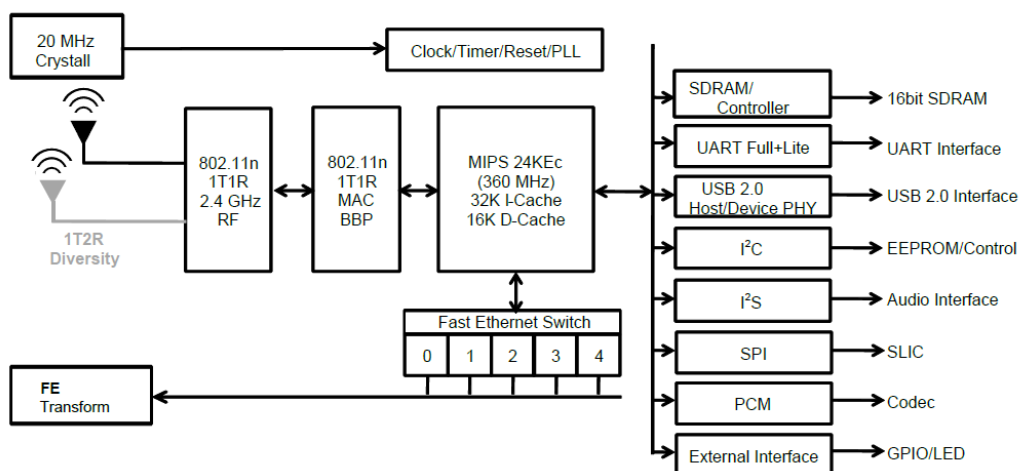 20 MHz
Crystall
Clock/Timer/Reset/PLL
802.11n
1T1R
2.4 GHz
RF
802.11n
1T1R
MAC
BBP
MIPS 24KEc
(360 MHz)
32K I-Cache
16K D-Cache
1T2R
Diversity
Fast Ethernet Switch
0 1 2 3 4
FE
Transform
SDRAM/
Controller
16bit SDRAM
UART Full+Lite
UART Interface
USB 2.0
Host/Device PHY
USB 2.0 Interface
I²C
EEPROM/Control
I²S
Audio Interface
SPI
SLIC
PCM
Codec
External Interface
GPIO/LED